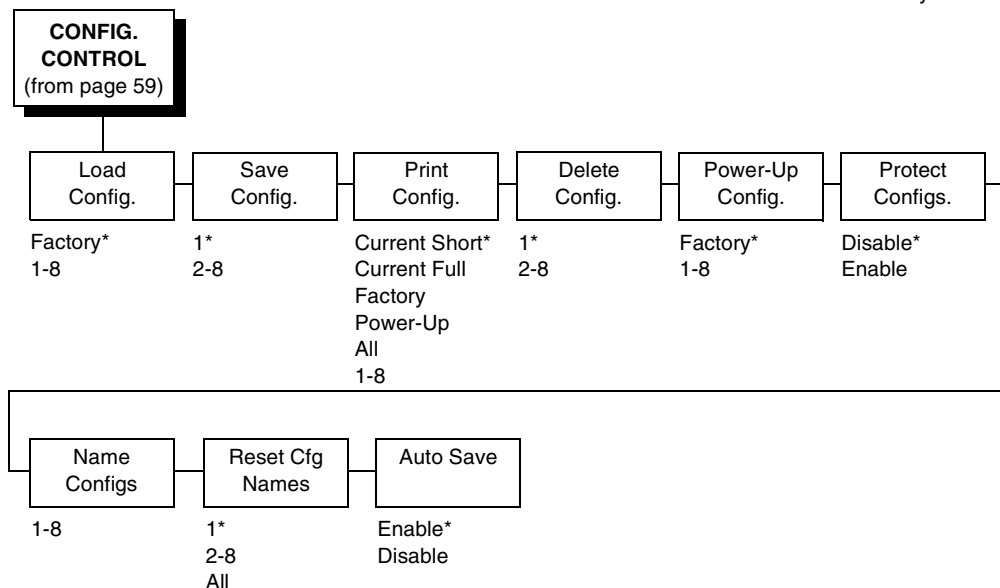 CONFIG.
CONTROL
(from page 59)
Load
Config.
Factory*
1-8
Save
Config.
1*
2-8
Print
Config.
Current Short*
Current Full
Factory
Power-Up
All
1-8
Delete
Config.
1*
2-8
Power-Up
Config.
Factory*
1-8
Protect
Configs.
Disable*
Enable
Name
Configs
1-8
Reset Cfg
Names
1*
2-8
All
Auto Save
Enable*
Disable